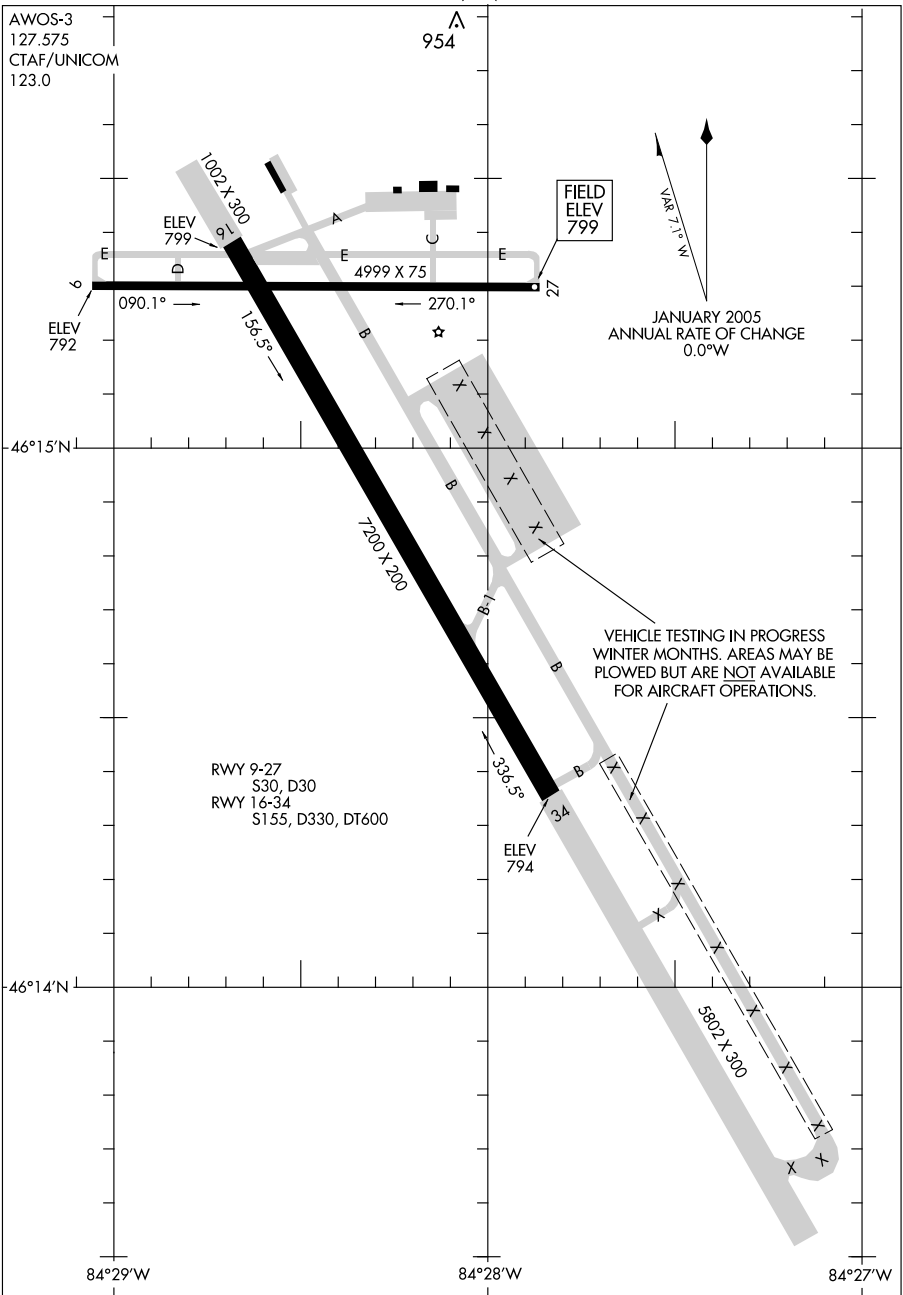 AWOS-3
127.575
CTAF/UNICOM
123.0
954
1002 X 300
16
ELEV
799
A
C
FIELD
ELEV
799
VAR 7.1° W
JANUARY 2005
ANNUAL RATE OF CHANGE
0.0°W
E
D
E
E
4999 X 75
9
27
090.1°
270.1°
ELEV
792
156.5°
B
46°15'N
X
X
X
X
B
7200 X 200
B-1
VEHICLE TESTING IN PROGRESS
WINTER MONTHS. AREAS MAY BE
PLOWED BUT ARE NOT AVAILABLE
FOR AIRCRAFT OPERATIONS.
B
RWY 9-27
S30, D30
RWY 16-34
S155, D330, DT600
336.5°
B
34
ELEV
794
X
X
X
X
X
46°14'N
X
5802 X 300
X
X
X
X
84°29'W
84°28'W
84°27'W